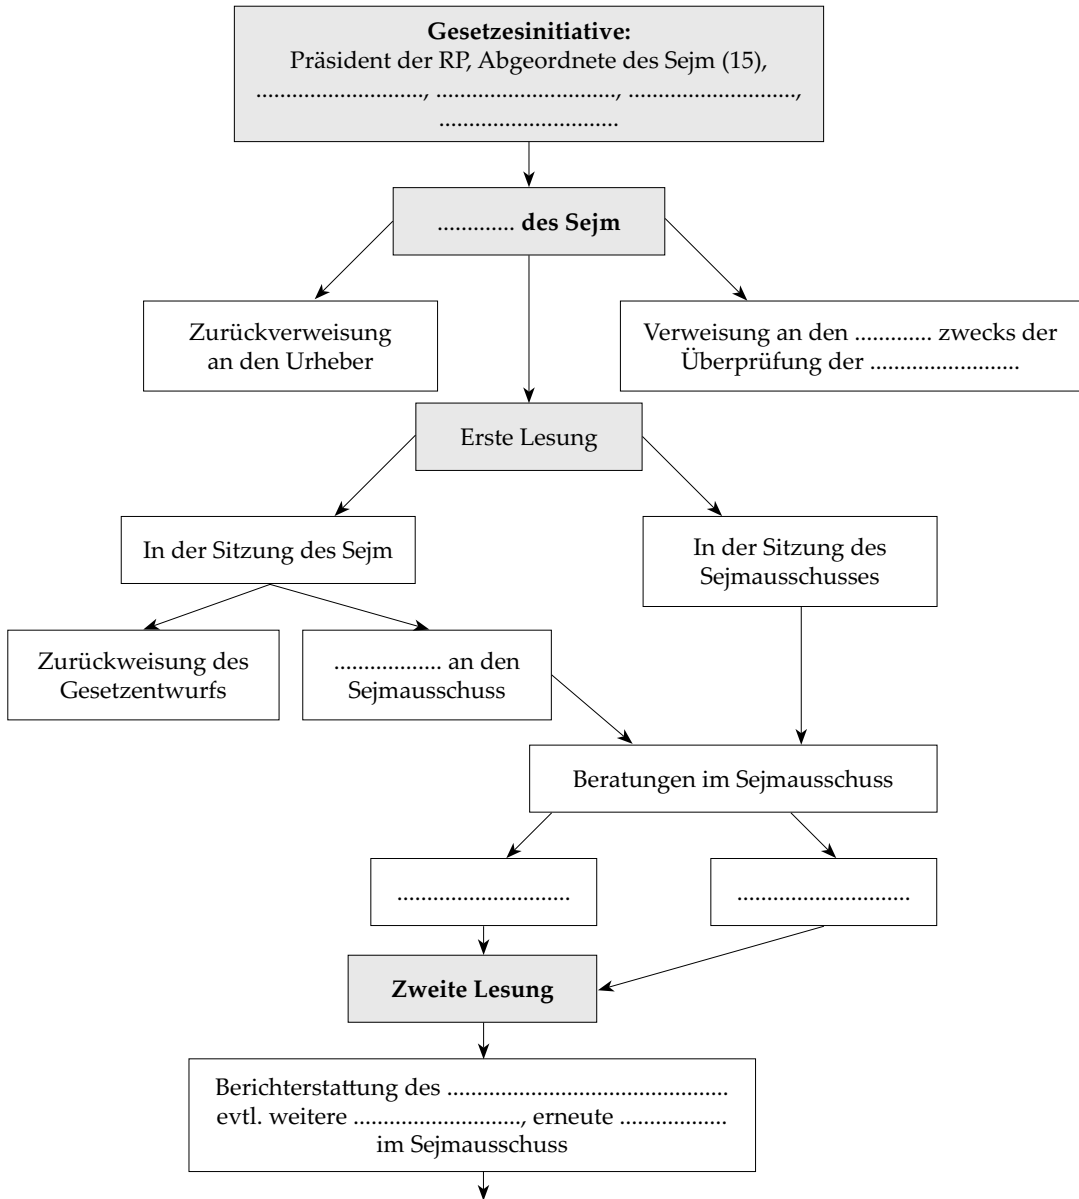 Gesetzesinitiative:
Präsident der RP, Abgeordnete des Sejm (15),
............................, .............................., ............................,
..............................
............. des Sejm
Zurückverweisung
an den Urheber
Verweisung an den ............. zwecks der
Überprüfung der .........................
Erste Lesung
In der Sitzung des Sejm
In der Sitzung des
Sejmausschusses
Zurückweisung des
Gesetzentwurfs
.................. an den
Sejmausschuss
Beratungen im Sejmausschuss
.............................
.............................
Zweite Lesung
Berichterstattung des ...............................................
evtl. weitere ............................, erneute ..................
im Sejmausschuss